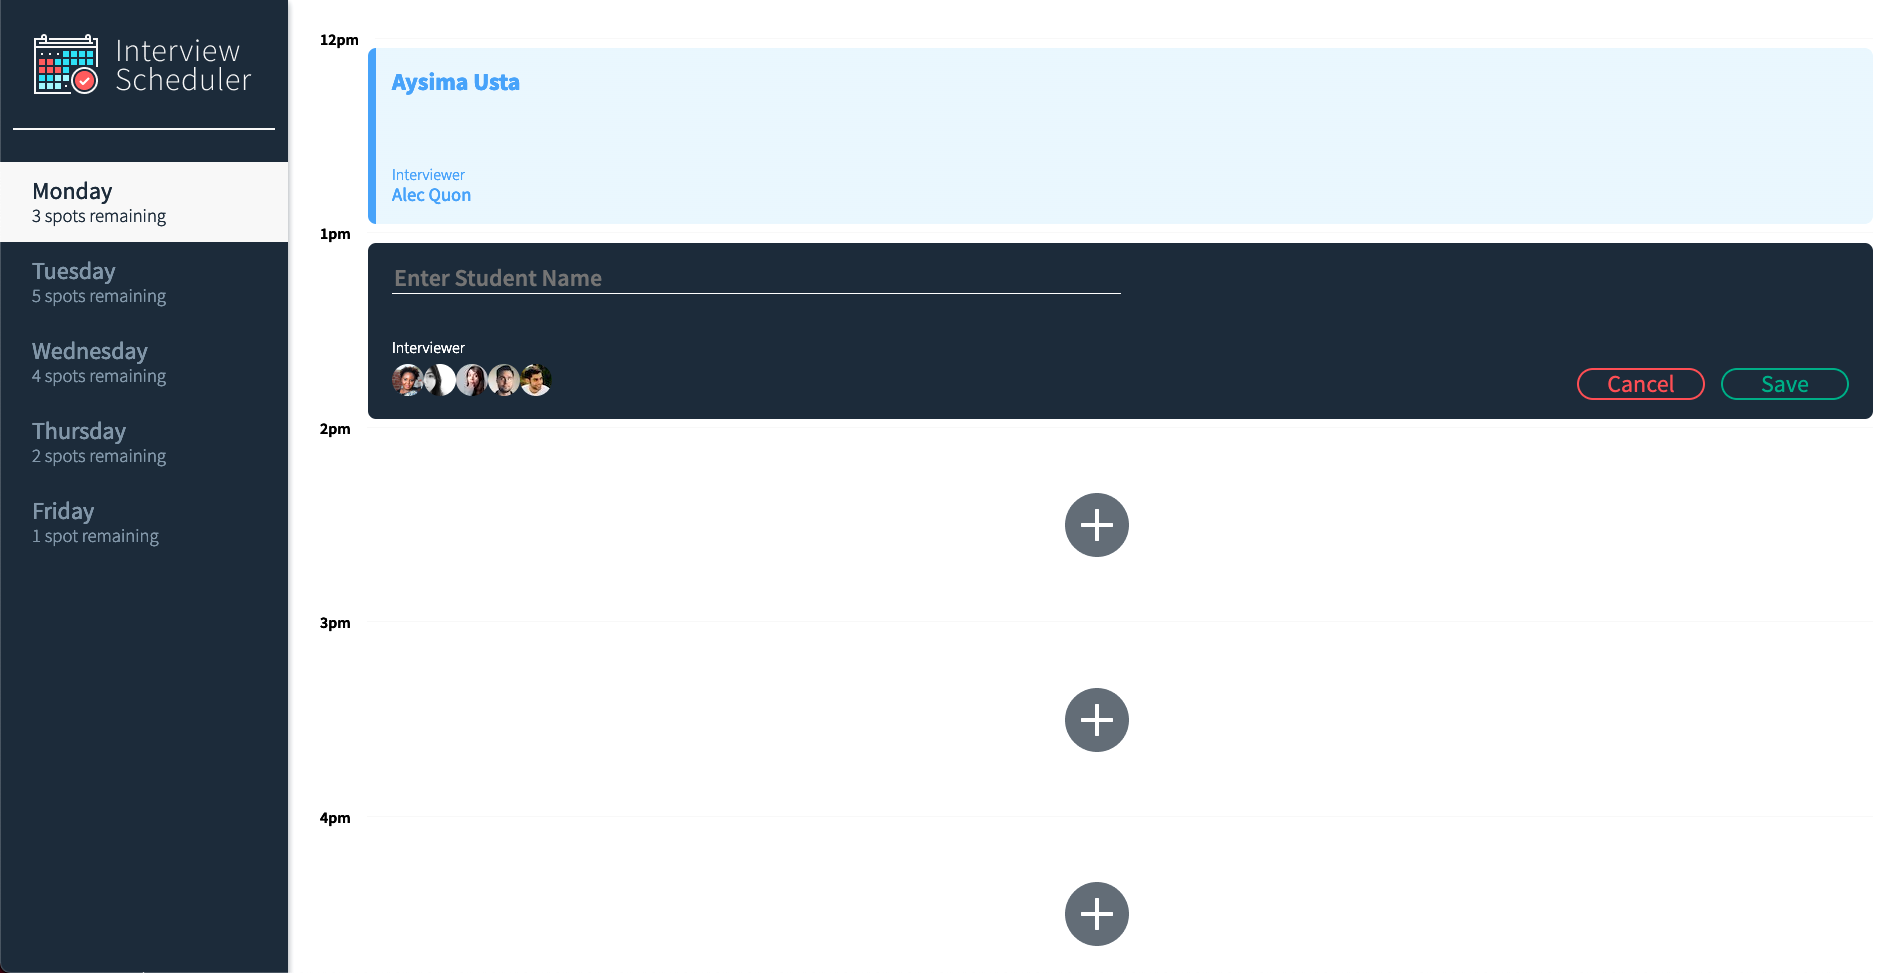 Interview
Scheduler
Monday
3 spots remaining
Tuesday
5 spots remaining
Wednesday
4 spots remaining
Thursday
2 spots remaining
Friday
1 spot remaining
12pm
Aysima Usta
Interviewer
Alec Quon
1pm
Enter Student Name
Interviewer
Cancel
Save
2pm
3pm
4pm